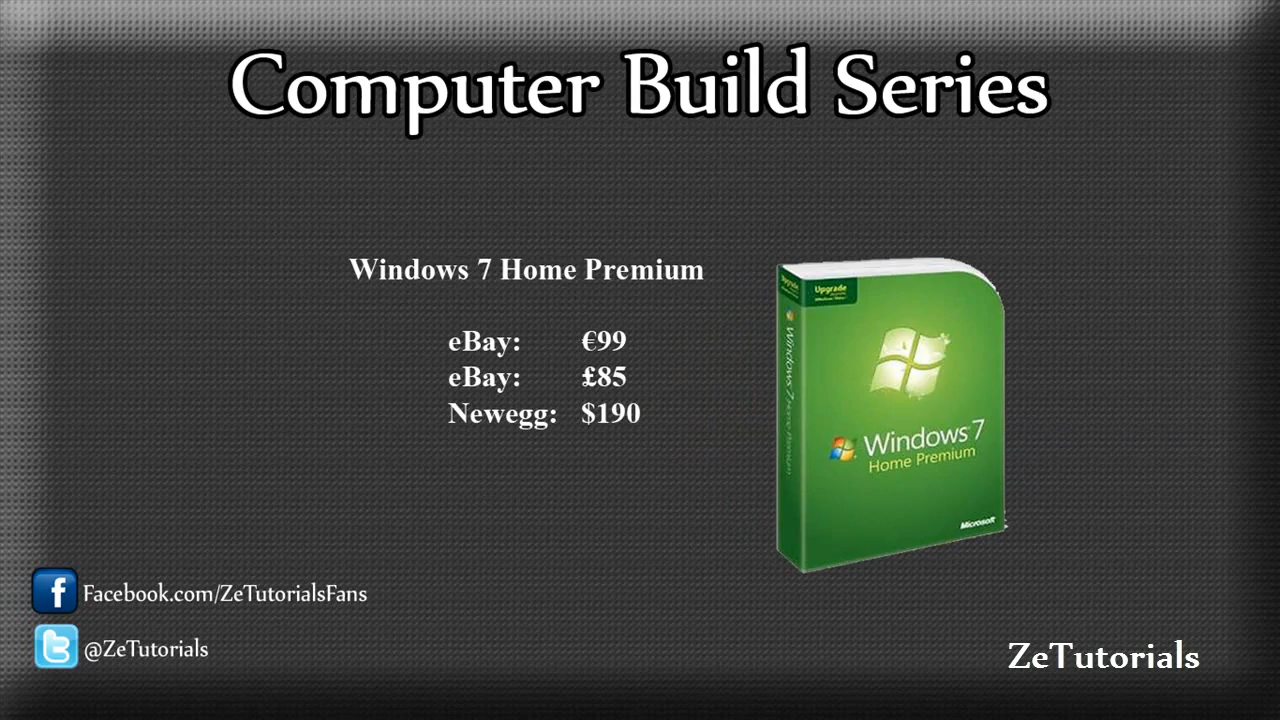 Computer Build Series
Windows 7 Home Premium
eBay: €99
eBay: £85
Newegg: $190
Upgrade
Windows 7
Home Premium
Microsoft
Windows 7 Home Premium
Facebook.com/ZeTutorialsFans
@ZeTutorials
ZeTutorials